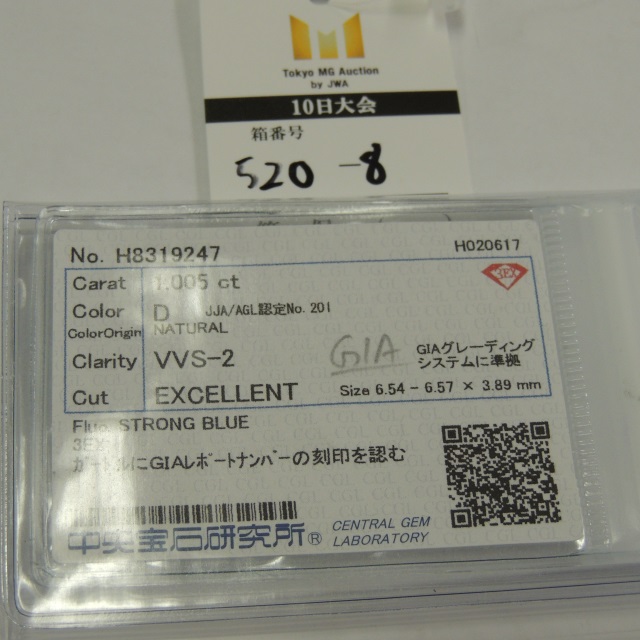 Tokyo MG Auction
by JWA
10日大会
箱番号
520-8
No. H8319247
H020617
Carat 1.005 ct
3EX
Color D JJA/AGL認定No.201
ColorOrigin NATURAL
Clarity VVS-2
GIA
GIAグレーディング
システムに準拠
Cut EXCELLENT
Size 6.54 - 6.57 × 3.89 mm
Fluo. STRONG BLUE
3EX
ガードルにGIAレポートナンバーの刻印を認む
中央宝石研究所®
CENTRAL GEM
LABORATORY